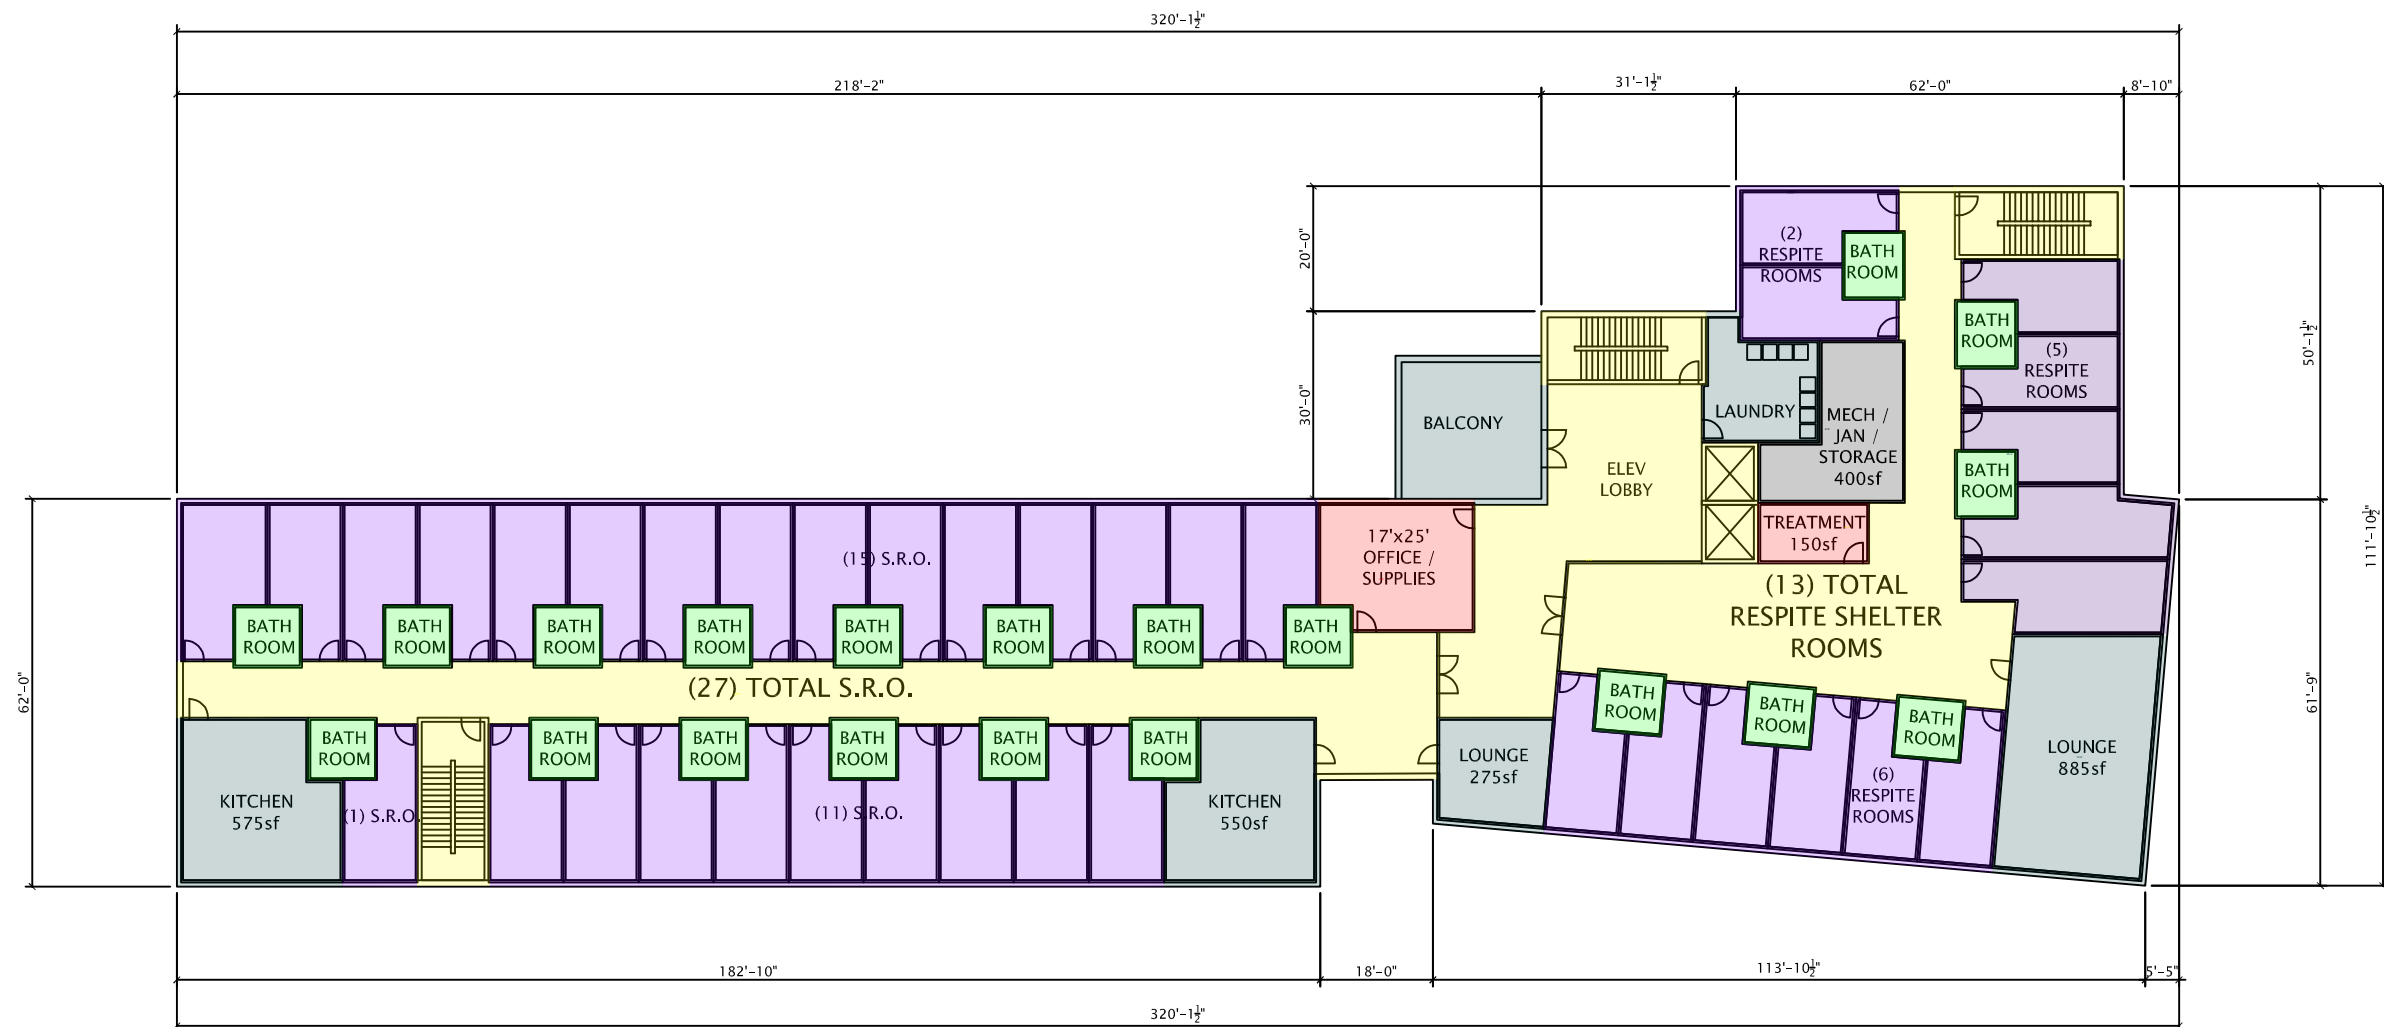 320'-1½"
218'-2"
31'-1½"
62'-0"
8'-10"
20'-0"
30'-0"
50'-1½"
111'-10½"
61'-9"
62'-0"
(2)
RESPITE
ROOMS
BATH
ROOM
BATH
ROOM
(5)
RESPITE
ROOMS
BATH
ROOM
BALCONY
LAUNDRY
MECH /
JAN /
STORAGE
400sf
ELEV
LOBBY
TREATMENT
150sf
17'x25'
OFFICE /
SUPPLIES
(15) S.R.O.
(13) TOTAL
RESPITE SHELTER
ROOMS
BATH
ROOM
BATH
ROOM
BATH
ROOM
BATH
ROOM
BATH
ROOM
BATH
ROOM
BATH
ROOM
BATH
ROOM
(27) TOTAL S.R.O.
BATH
ROOM
BATH
ROOM
BATH
ROOM
BATH
ROOM
BATH
ROOM
BATH
ROOM
BATH
ROOM
BATH
ROOM
BATH
ROOM
KITCHEN
575sf
(1) S.R.O.
(11) S.R.O.
KITCHEN
550sf
LOUNGE
275sf
(6)
RESPITE
ROOMS
LOUNGE
885sf
182'-10"
18'-0"
113'-10½"
5'-5"
320'-1½"